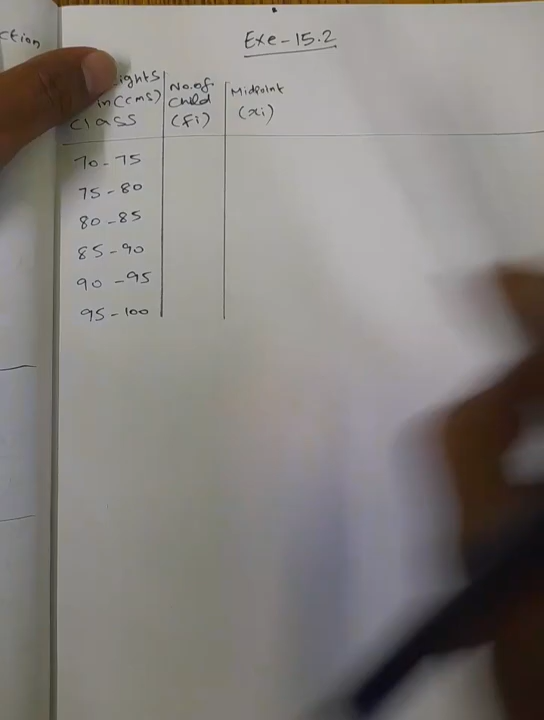 ction
Exe-15.2
ights
in(cms)
class
No.of
Child
(fi)
Midpoint
(xi)
70-75
75-80
80-85
85-90
90-95
95-100